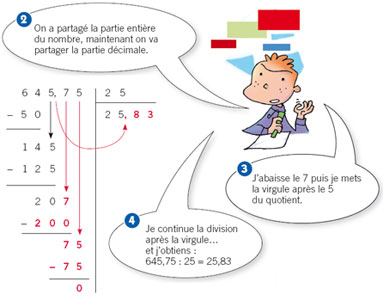 2
On a partagé la partie entière
du nombre, maintenant on va
partager la partie décimale.
6 4 5,7 5 2 5
- 5 0 2 5, 8 3
1 4 5
- 1 2 5
2 0 7
- 2 0 0
7 5
- 7 5
0
3
J'abaisse le 7 puis je mets
la virgule après le 5
du quotient.
4
Je continue la division
après la virgule...
et j'obtiens :
645,75 : 25 = 25,83